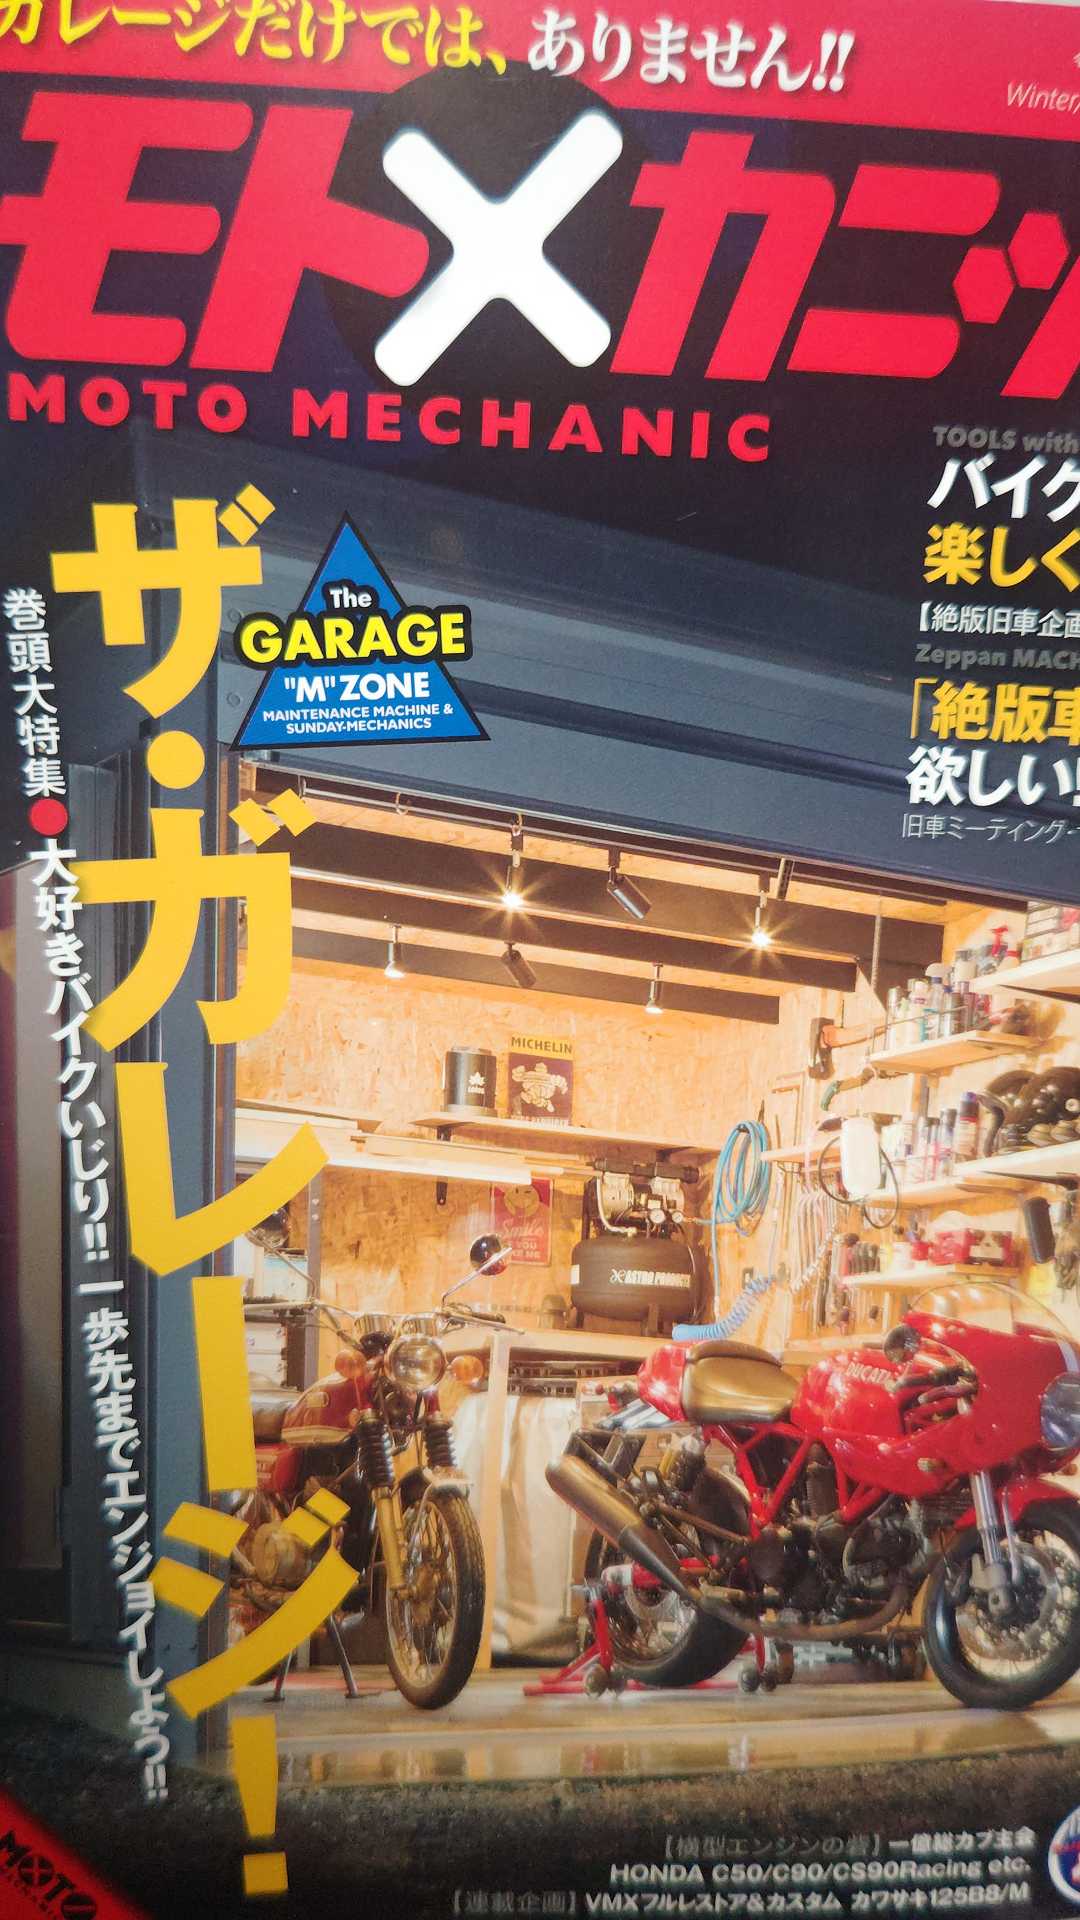 ガレージだけでは、ありません!!
Winter
モト×カニッ
MOTO MECHANIC
TOOLS with
バイク
楽しく
【絶版旧車企画
Zeppan MACH
「絶版車
欲しい!
旧車ミーティング・
The
GARAGE
"M" ZONE
MAINTENANCE MACHINE &
SUNDAY-MECHANICS
ザ・ガレージ!
巻頭大特集●大好きバイクいじり!! 一歩先までエンジョイしよう!!
MICHELIN
Smile
YOU
ME
ASTRO PRODUCTS
DUCATI
【横型エンジンの砦】一億総カブ主会
HONDA C50/C90/CS90Racing etc.
【連載企画】VMXフルレストア&カスタム カワサキ125B8/M
MOTO